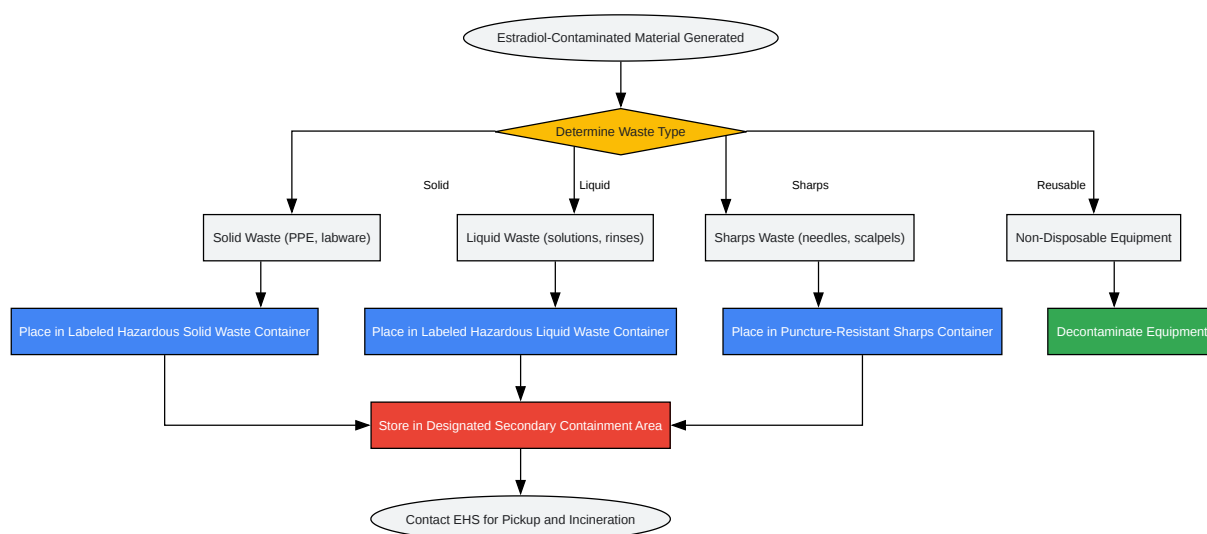 Estradiol-Contaminated Material Generated
Determine Waste Type
Solid
Liquid
Sharps
Reusable
Solid Waste (PPE, labware)
Liquid Waste (solutions, rinses)
Sharps Waste (needles, scalpels)
Non-Disposable Equipment
Place in Labeled Hazardous Solid Waste Container
Place in Labeled Hazardous Liquid Waste Container
Place in Puncture-Resistant Sharps Container
Decontaminate Equipment
Store in Designated Secondary Containment Area
Contact EHS for Pickup and Incineration